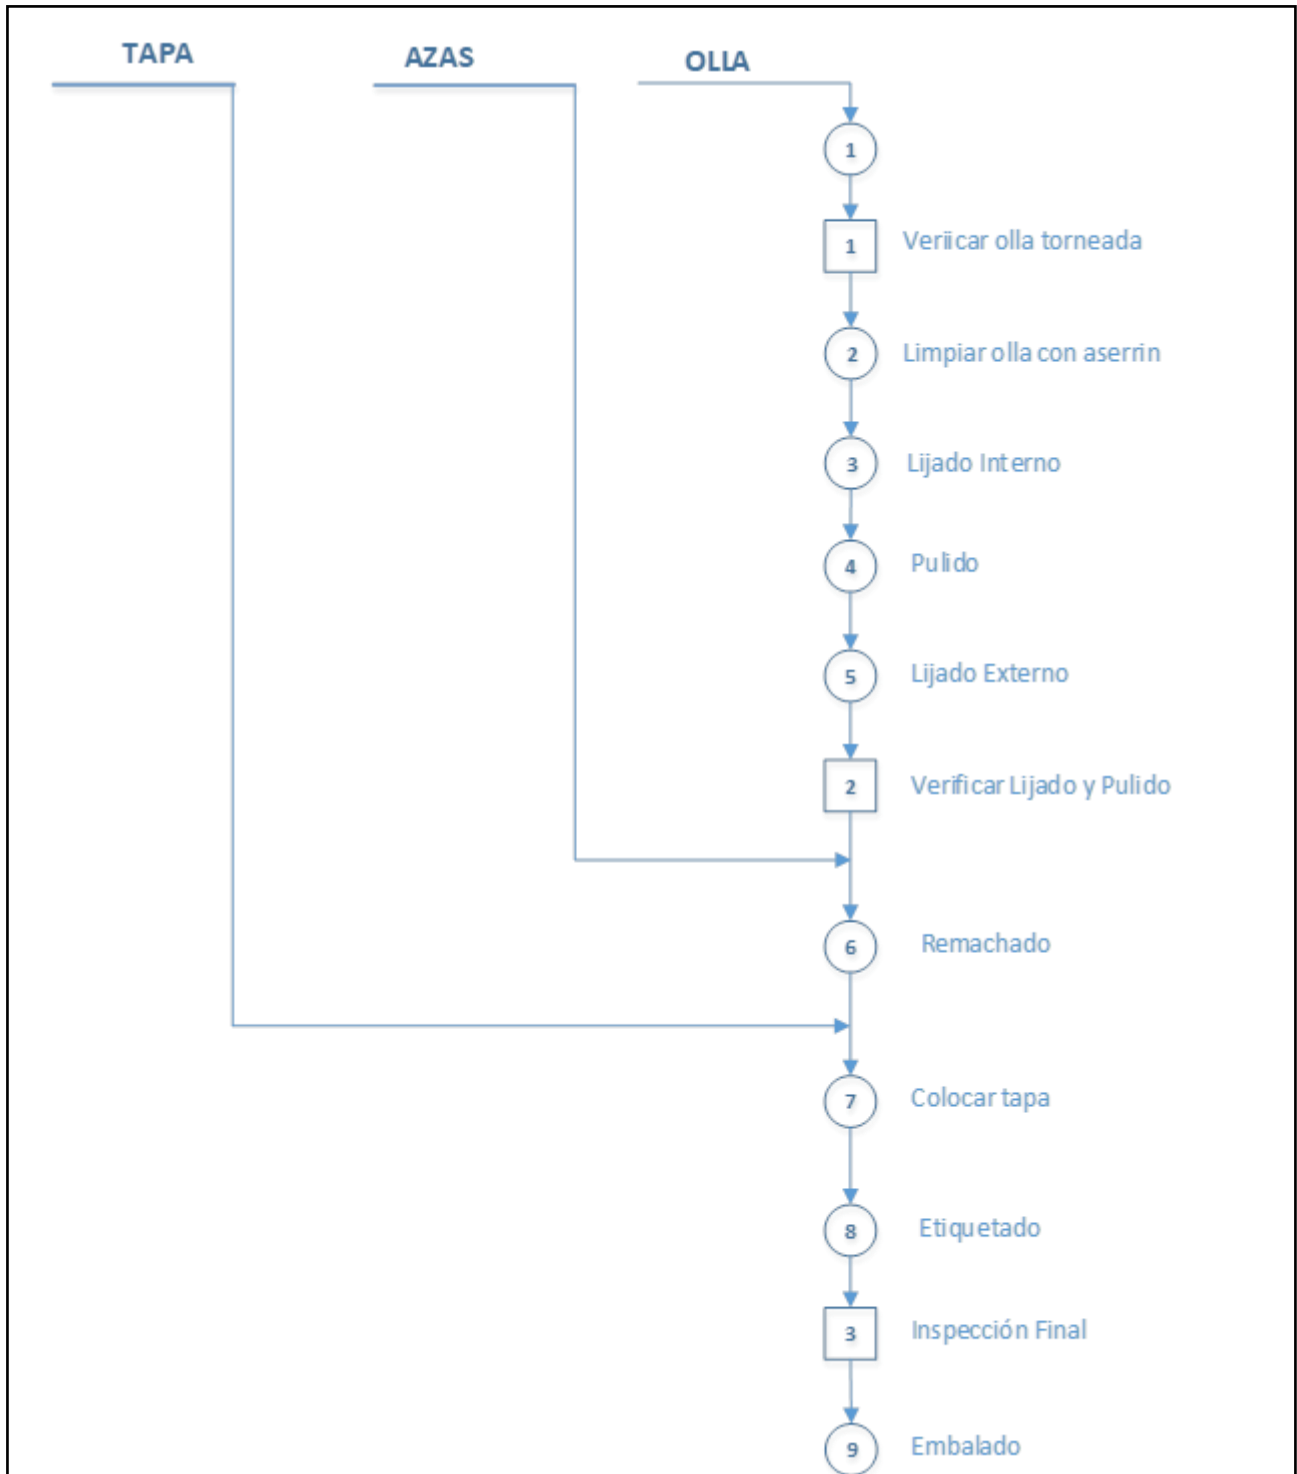 TAPA
AZAS
OLLA
1
1 Veriicar olla torneada
2 Limpiar olla con aserrin
3 Lijado Interno
4 Pulido
5 Lijado Externo
2 Verificar Lijado y Pulido
6 Remachado
7 Colocar tapa
8 Etiquetado
3 Inspección Final
9 Embalado